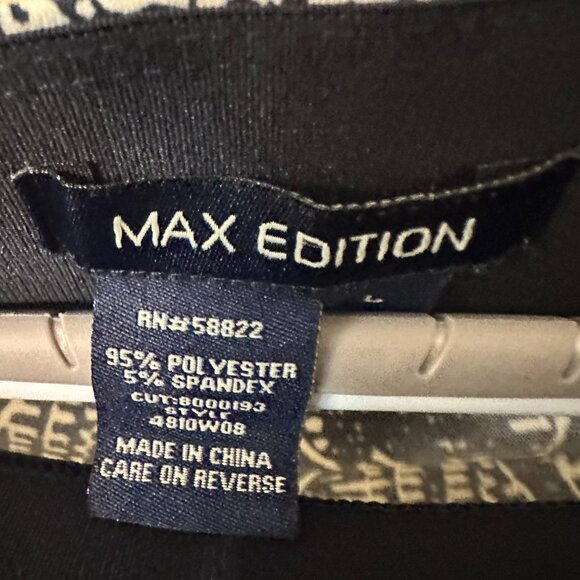 MAX EDITION
RN#58822
95% POLYESTER
5% SPANDEX
CUT:8000193
STYLE
4810W08
MADE IN CHINA
CARE ON REVERSE